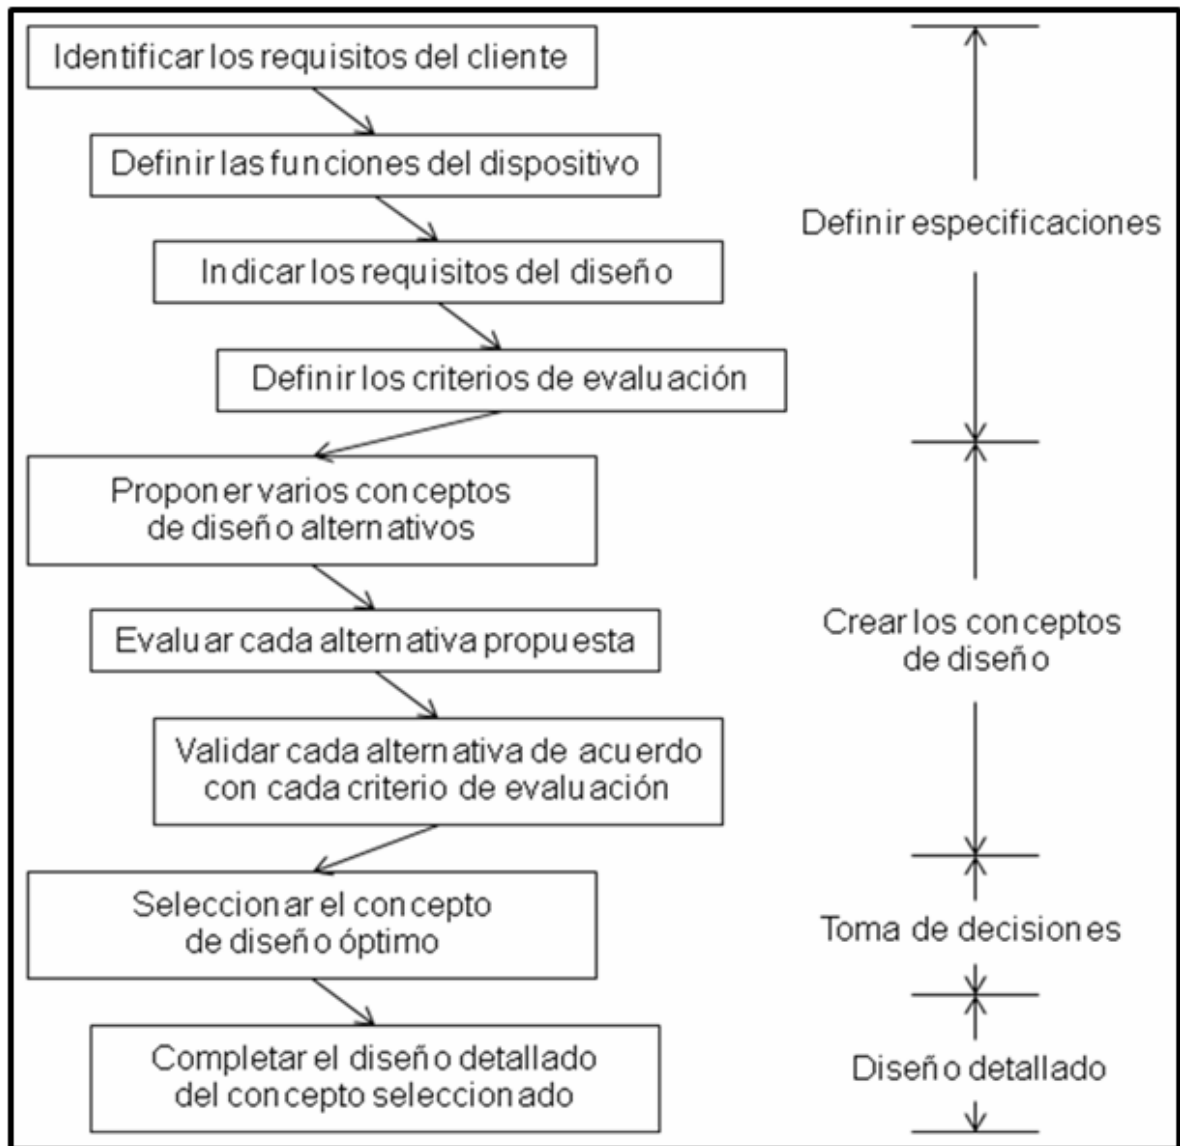 Identificar los requisitos del cliente
Definir las funciones del dispositivo
Definir especificaciones
Indicar los requisitos del diseño
Definir los criterios de evaluación
Proponer varios conceptos
de diseño alternativos
Evaluar cada alternativa propuesta
Crear los conceptos
de diseño
Validar cada alternativa de acuerdo
con cada criterio de evaluación
Seleccionar el concepto
de diseño óptimo
Toma de decisiones
Completar el diseño detallado
del concepto seleccionado
Diseño detallado